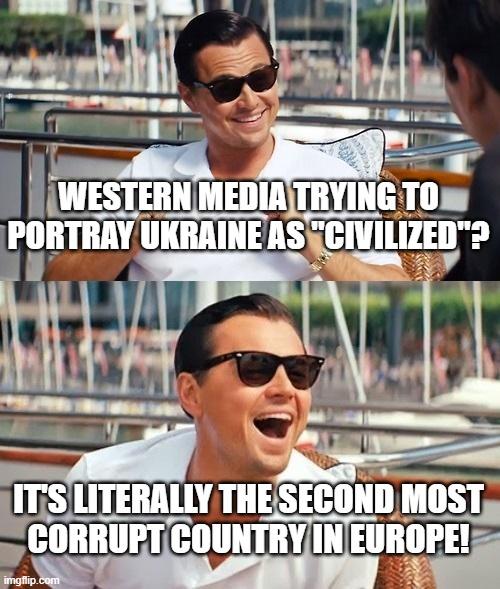 WESTERN MEDIA TRYING TO
PORTRAY UKRAINE AS "CIVILIZED"?
IT'S LITERALLY THE SECOND MOST
CORRUPT COUNTRY IN EUROPE!
imgflip.com